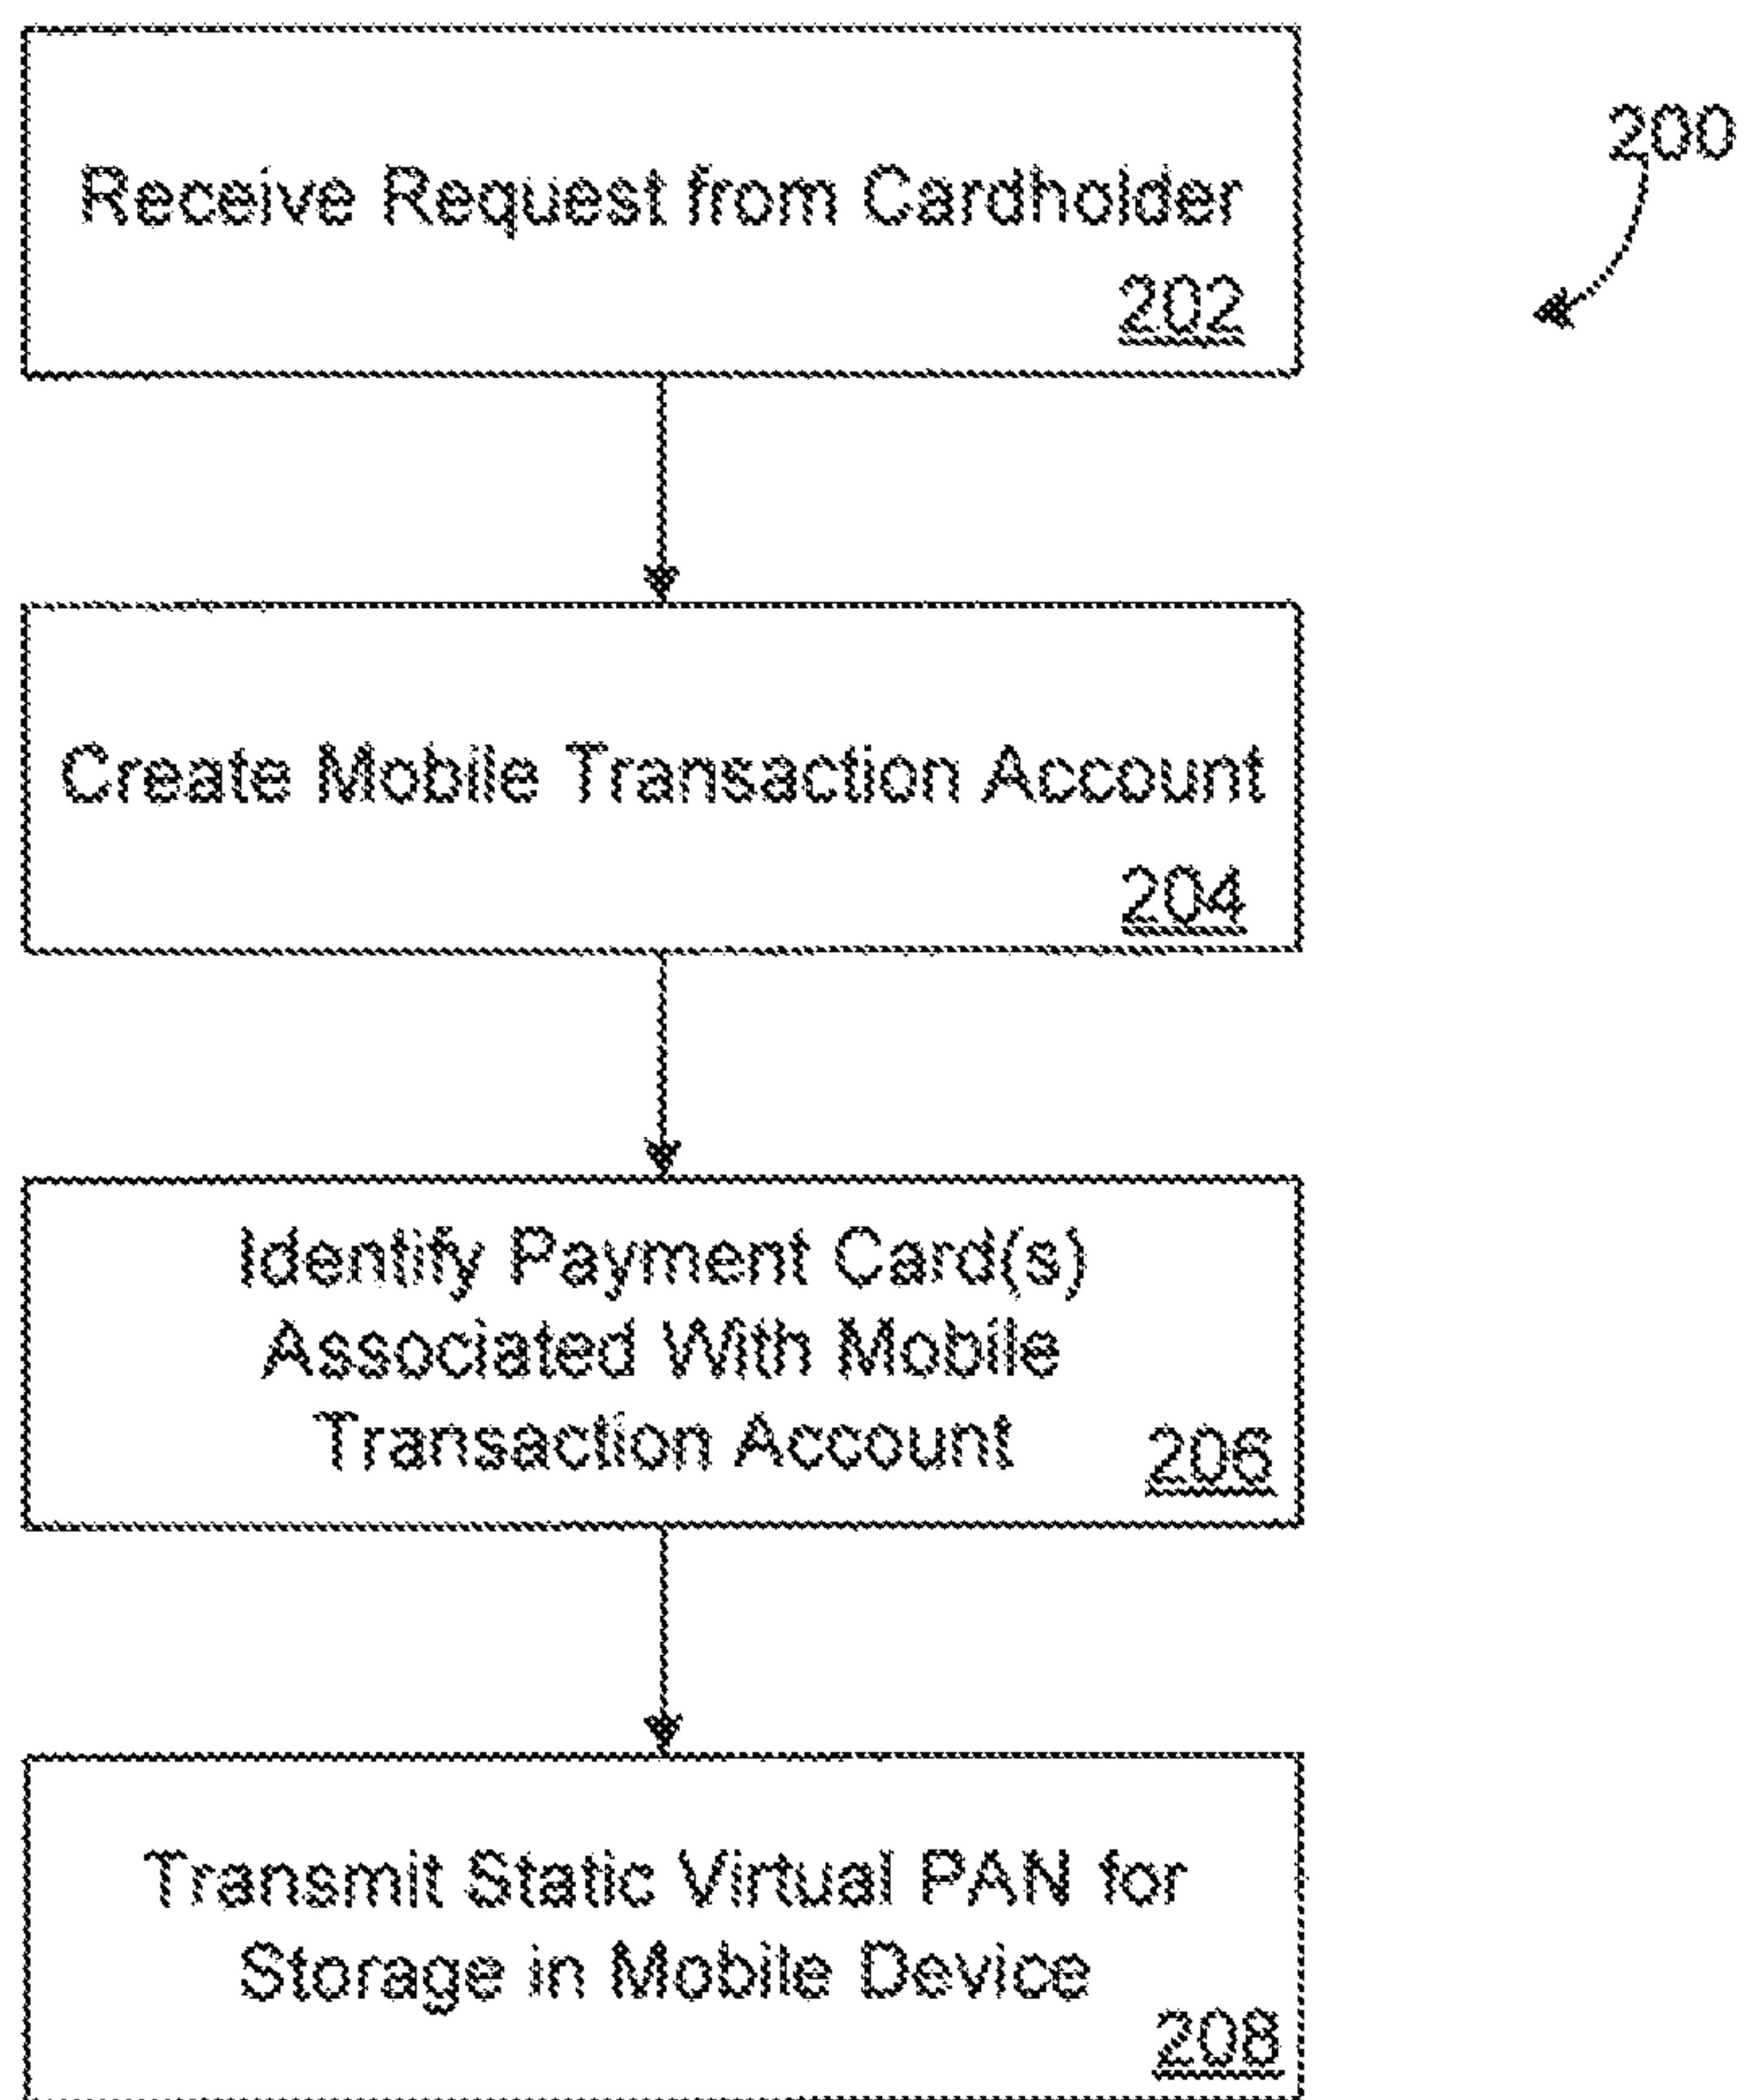 200
Receive Request from Cardholder
202
Create Mobile Transaction Account
204
Identify Payment Card(s)
Associated With Mobile
Transaction Account 206
Transmit Static Virtual PAN for
Storage in Mobile Device
208